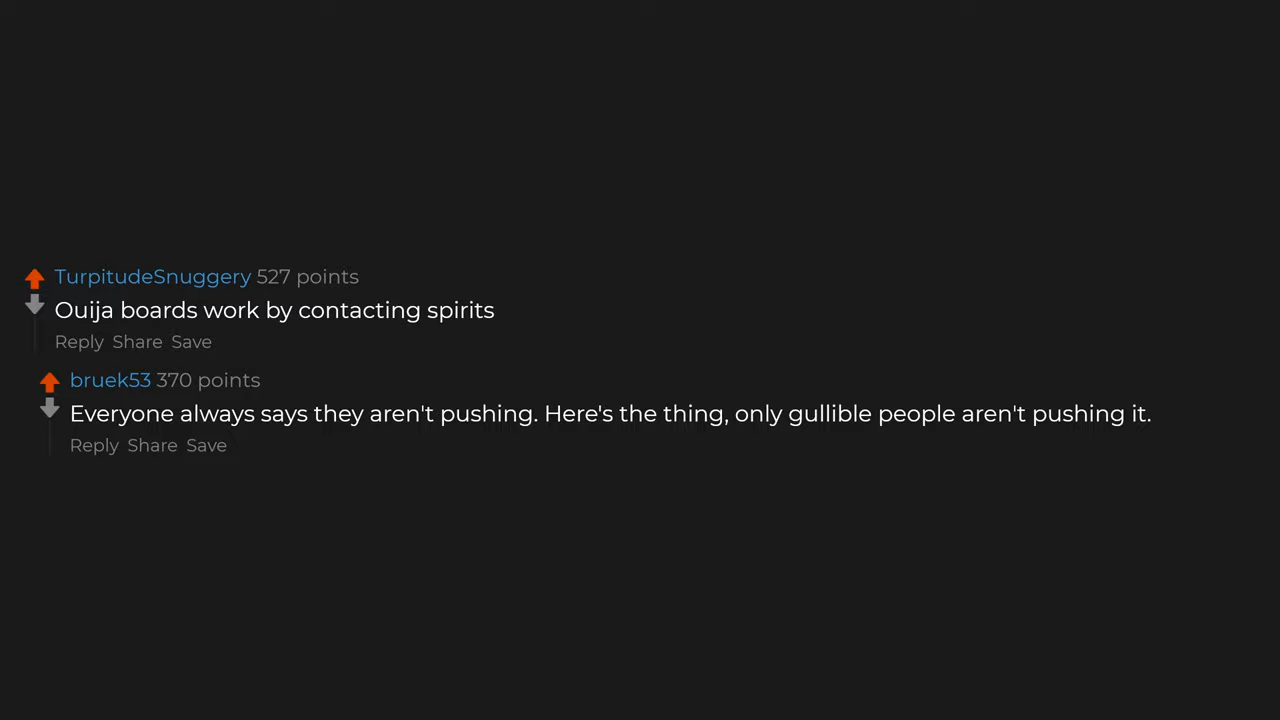 TurpitudeSnuggery 527 points
Ouija boards work by contacting spirits
Reply Share Save
bruek53 370 points
Everyone always says they aren't pushing. Here's the thing, only gullible people aren't pushing it.
Reply Share Save